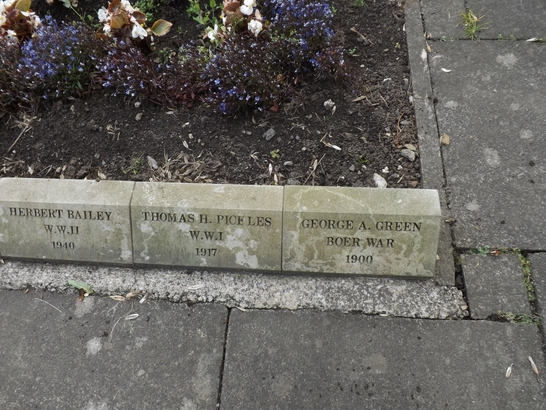 HERBERT BAILEY
W.W.II
1940
THOMAS H. PICKLES
W.W.I
1917
GEORGE A. GREEN
BOER WAR
1900